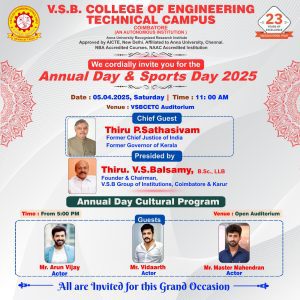 V.S.B. COLLEGE OF ENGINEERING
TECHNICAL CAMPUS
COIMBATORE
(AN AUTONOMOUS INSTITUTION)
Anna University Recognized Research Institute
Approved by AICTE, New Delhi, Affiliated to Anna University, Chennai.
NBA Accredited Courses, NAAC Accredited Institution
23
We cordially invite you for the
Annual Day & Sports Day 2025
Date : 05.04.2025, Saturday | Time : 11: 00 AM
Venue : VSBCETC Auditorium
Chief Guest
Thiru P.Sathasivam
Former Chief Justice of India
Former Governor of Kerala
Presided by
Thiru. V.S.Balsamy, B.Sc., LLB
Founder & Chairman,
V.S.B Group of Institutions, Coimbatore & Karur
Annual Day Cultural Program
Time : From 5:00 PM
Guests
Venue : Open Auditorium
Mr. Arun Vijay
Actor
Mr. Vidaarth
Actor
Mr. Master Mahendran
Actor
All are Invited for this Grand Occasion